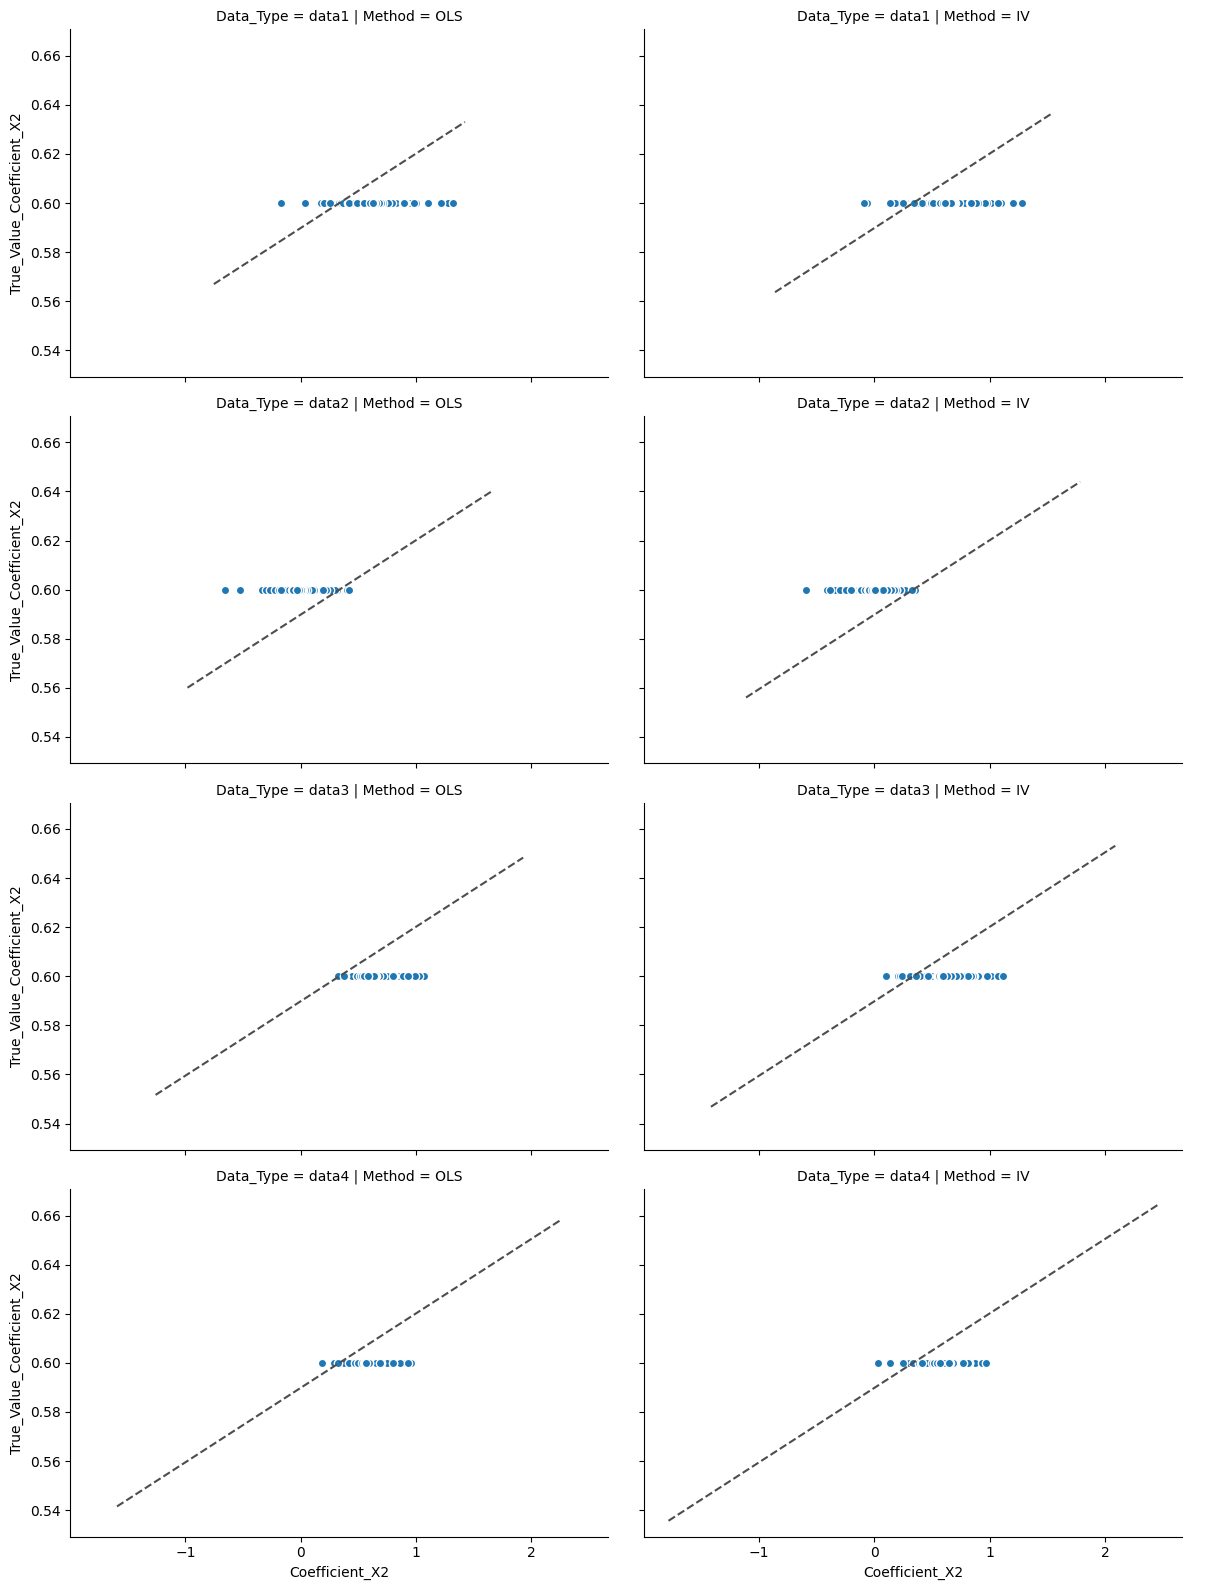 Data_Type = data1 | Method = OLS
Data_Type = data1 | Method = IV
0.66
0.64
0.62
0.60
0.58
0.56
0.54
True_Value_Coefficient_X2
Data_Type = data2 | Method = OLS
Data_Type = data2 | Method = IV
0.66
0.64
0.62
0.60
0.58
0.56
0.54
True_Value_Coefficient_X2
Data_Type = data3 | Method = OLS
Data_Type = data3 | Method = IV
0.66
0.64
0.62
0.60
0.58
0.56
0.54
True_Value_Coefficient_X2
Data_Type = data4 | Method = OLS
Data_Type = data4 | Method = IV
0.66
0.64
0.62
0.60
0.58
0.56
0.54
True_Value_Coefficient_X2
−1 0 1 2
−1 0 1 2
Coefficient_X2
Coefficient_X2